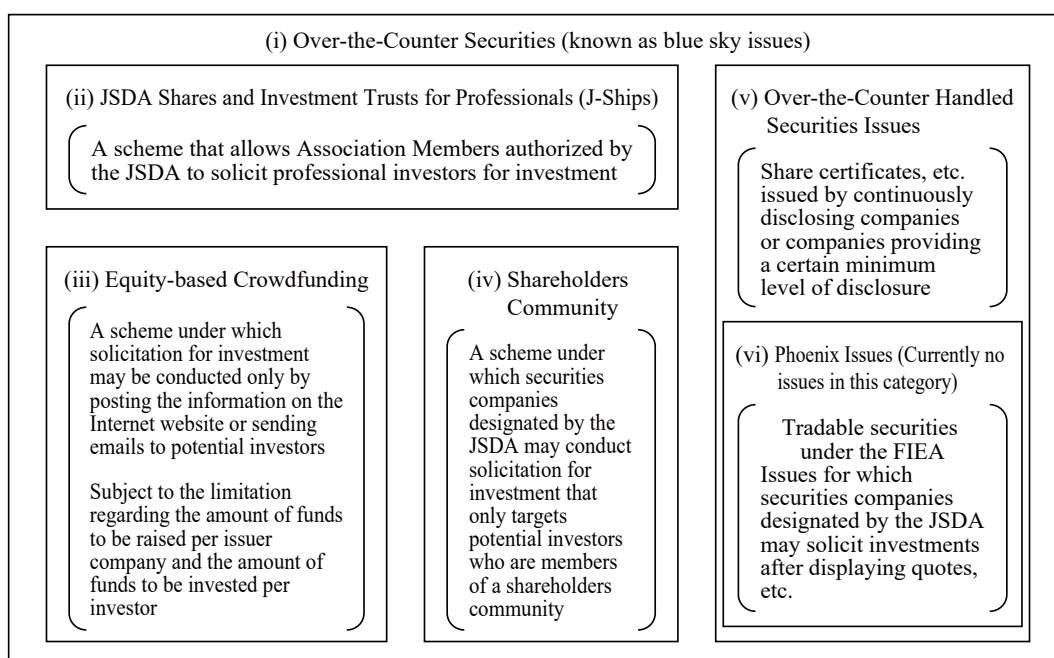 (i) Over-the-Counter Securities (known as blue sky issues)
(ii) JSDA Shares and Investment Trusts for Professionals (J-Ships)
A scheme that allows Association Members authorized by
the JSDA to solicit professional investors for investment
(iii) Equity-based Crowdfunding
A scheme under which
solicitation for investment
may be conducted only by
posting the information on the
Internet website or sending
emails to potential investors
Subject to the limitation
regarding the amount of funds
to be raised per issuer
company and the amount of
funds to be invested per
investor
(iv) Shareholders
Community
A scheme under
which securities
companies
designated by the
JSDA may conduct
solicitation for
investment that
only targets
potential investors
who are members
of a shareholders
community
(v) Over-the-Counter Handled
Securities Issues
Share certificates, etc.
issued by continuously
disclosing companies
or companies providing
a certain minimum
level of disclosure
(vi) Phoenix Issues (Currently no
issues in this category)
Tradable securities
under the FIEA
Issues for which
securities companies
designated by the JSDA
may solicit investments
after displaying quotes,
etc.